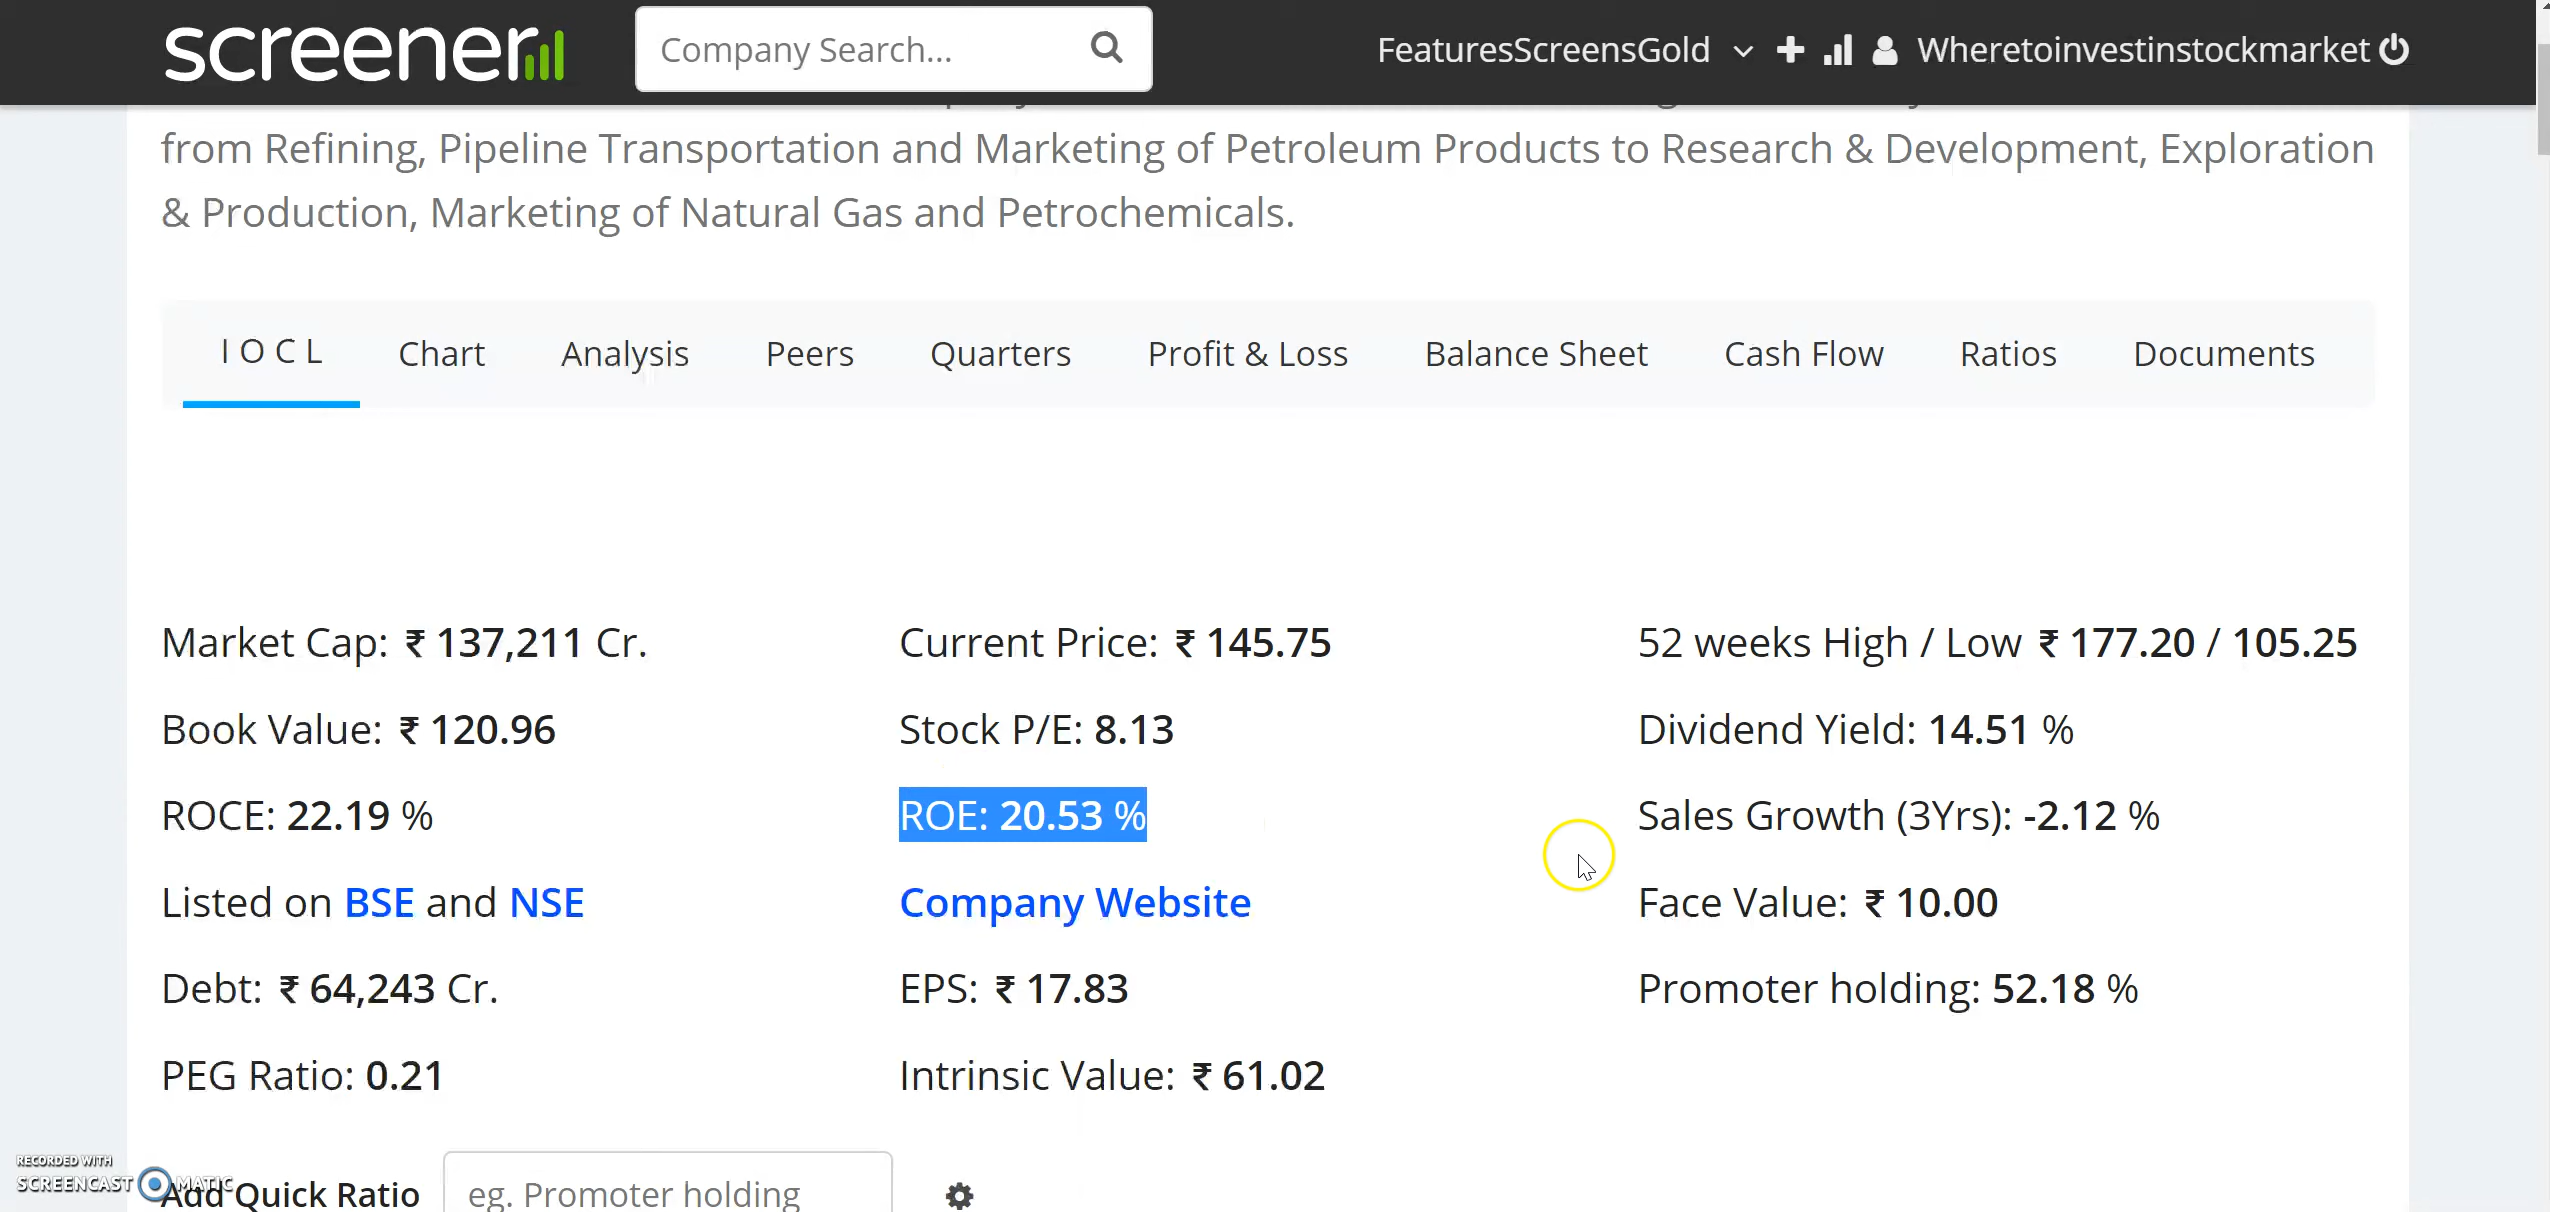 screener
Company Search...
FeaturesScreensGold
Wheretoinvestinstockmarket
from Refining, Pipeline Transportation and Marketing of Petroleum Products to Research & Development, Exploration
& Production, Marketing of Natural Gas and Petrochemicals.
I O C L Chart Analysis Peers Quarters Profit & Loss Balance Sheet Cash Flow Ratios Documents
Market Cap: ₹ 137,211 Cr. Current Price: ₹ 145.75 52 weeks High / Low ₹ 177.20 / 105.25
Book Value: ₹ 120.96 Stock P/E: 8.13 Dividend Yield: 14.51 %
ROCE: 22.19 % ROE: 20.53 % Sales Growth (3Yrs): -2.12 %
Listed on BSE and NSE Company Website Face Value: ₹ 10.00
Debt: ₹ 64,243 Cr. EPS: ₹ 17.83 Promoter holding: 52.18 %
PEG Ratio: 0.21 Intrinsic Value: ₹ 61.02
Add Quick Ratio eg. Promoter holding
RECORDED WITH
SCREENCAST MATIC